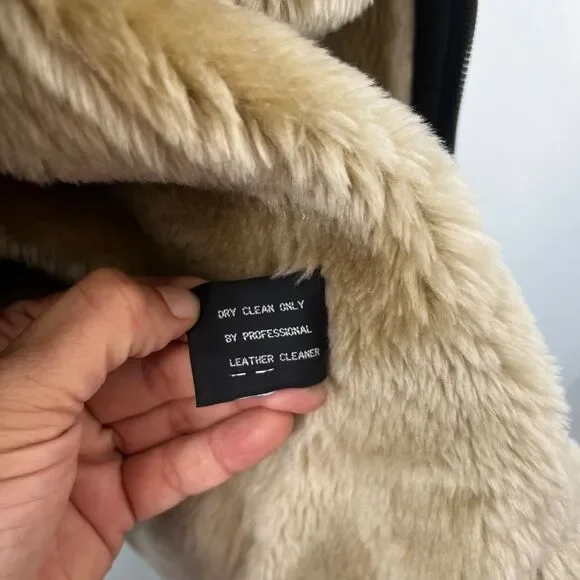 DRY CLEAN ONLY
BY PROFESSIONAL
LEATHER CLEANER